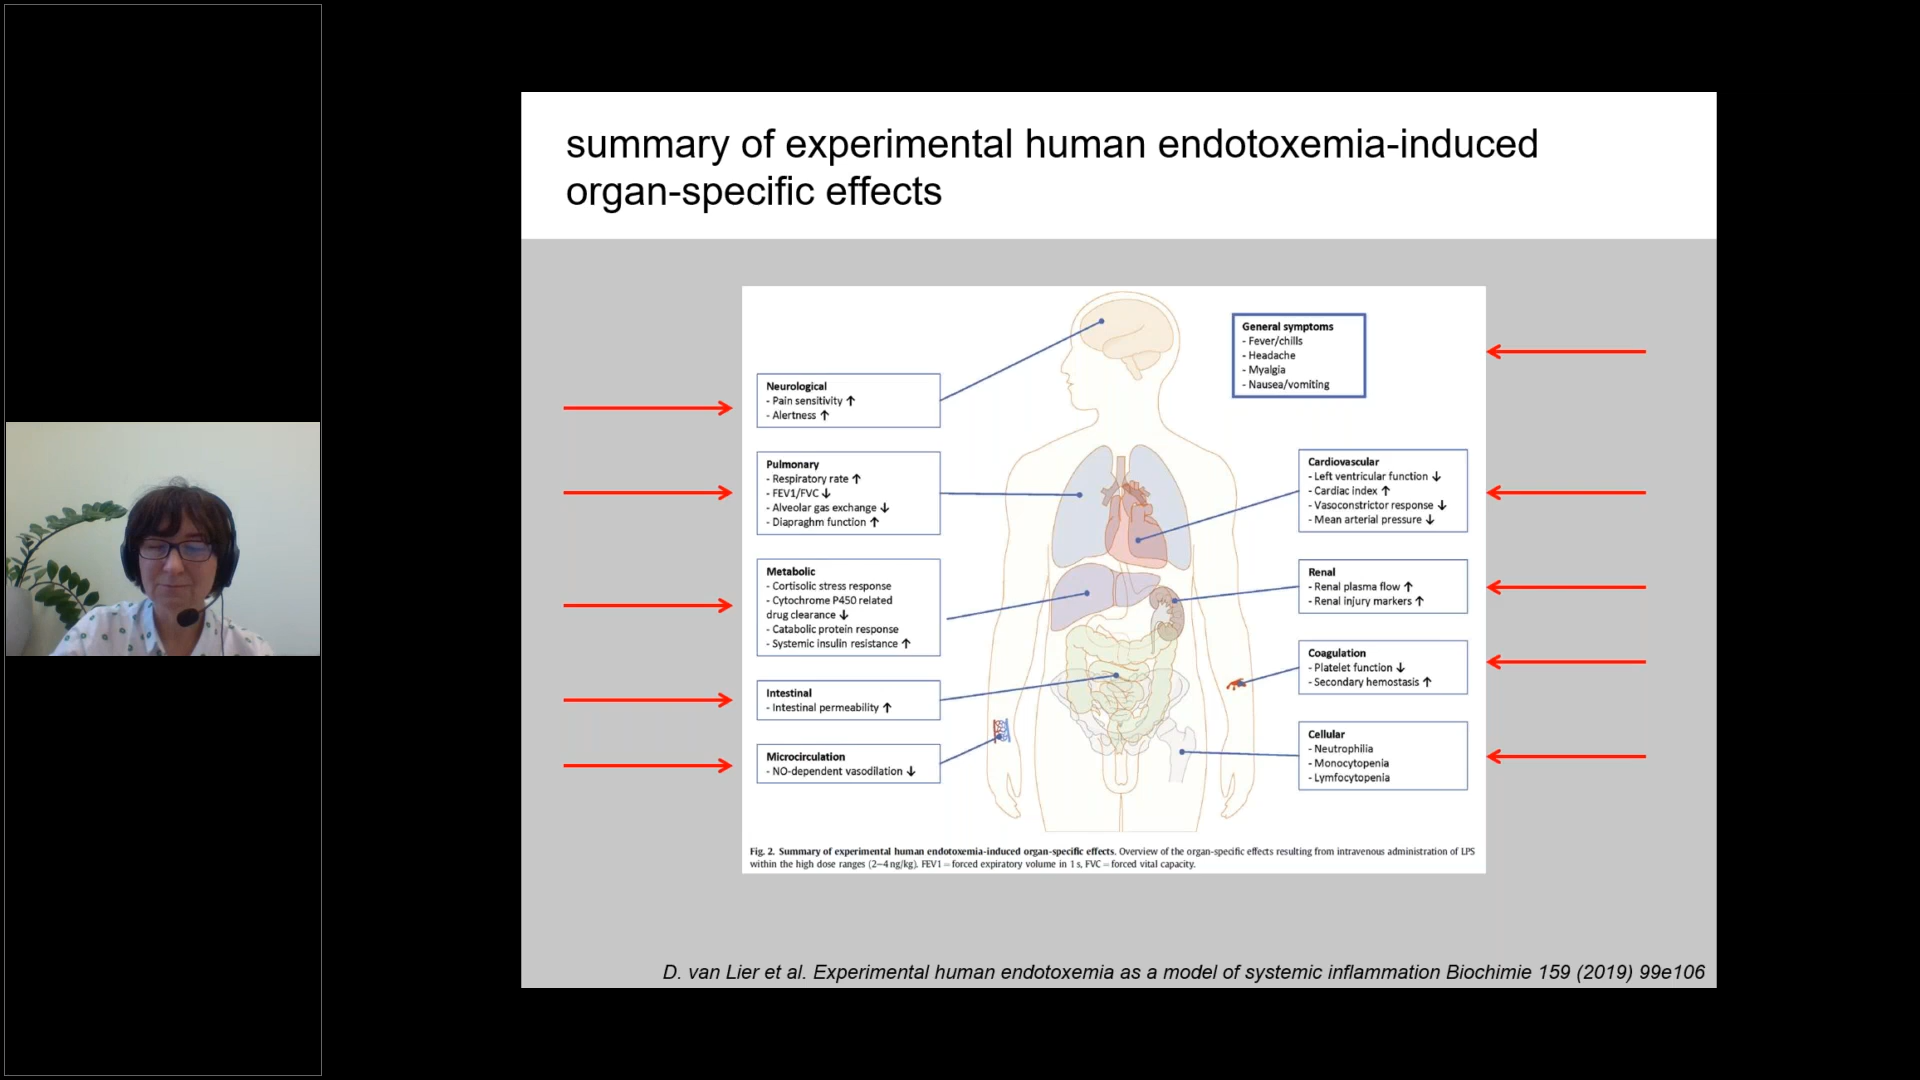 summary of experimental human endotoxemia-induced
organ-specific effects
General symptoms
- Fever/chills
- Headache
- Myalgia
- Nausea/vomiting
Neurological
- Pain sensitivity ↑
- Alertness ↑
Pulmonary
- Respiratory rate ↑
- FEV1/FVC ↓
- Alveolar gas exchange ↓
- Diapraghm function ↑
Metabolic
- Cortisolic stress response
- Cytochrome P450 related
drug clearance ↓
- Catabolic protein response
- Systemic insulin resistance ↑
Intestinal
- Intestinal permeability ↑
Microcirculation
- NO-dependent vasodilation ↓
Cardiovascular
- Left ventricular function ↓
- Cardiac index ↑
- Vasoconstrictor response ↓
- Mean arterial pressure ↓
Renal
- Renal plasma flow ↑
- Renal injury markers ↑
Coagulation
- Platelet function ↓
- Secondary hemostasis ↑
Cellular
- Neutrophilia
- Monocytopenia
- Lymfocytopenia
Fig. 2. Summary of experimental human endotoxemia-induced organ-specific effects. Overview of the organ-specific effects resulting from intravenous administration of LPS
within the high dose ranges (2–4 ng/kg). FEV1 = forced expiratory volume in 1 s, FVC = forced vital capacity.
D. van Lier et al. Experimental human endotoxemia as a model of systemic inflammation Biochimie 159 (2019) 99e106